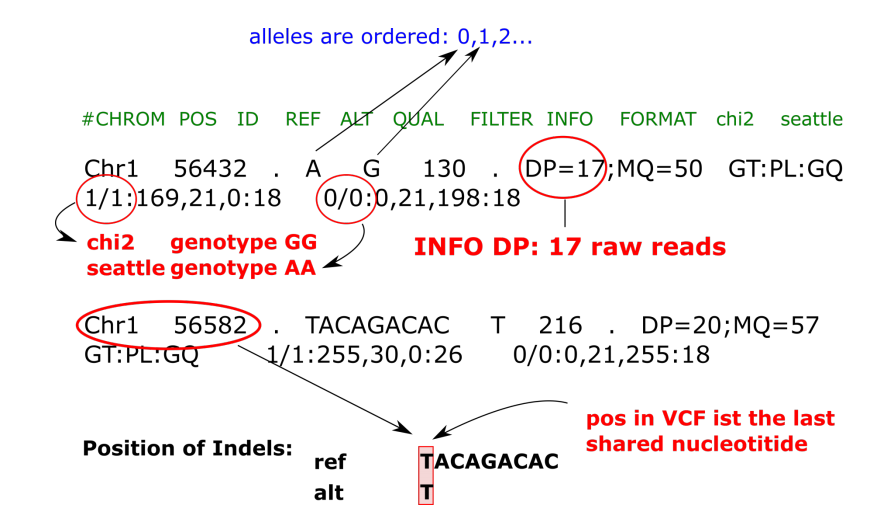 alleles are ordered: 0,1,2...
#CHROM POS ID REF ALT QUAL FILTER INFO FORMAT chi2 seattle
Chr1 56432 . A G 130 . DP=17;MQ=50 GT:PL:GQ
1/1:169,21,0:18 0/0:0,21,198:18
chi2 genotype GG
seattle genotype AA
INFO DP: 17 raw reads
Chr1 56582 . TACAGACAC T 216 . DP=20;MQ=57
GT:PL:GQ 1/1:255,30,0:26 0/0:0,21,255:18
pos in VCF ist the last
shared nucleotitide
Position of Indels:
ref TACAGACAC
alt T